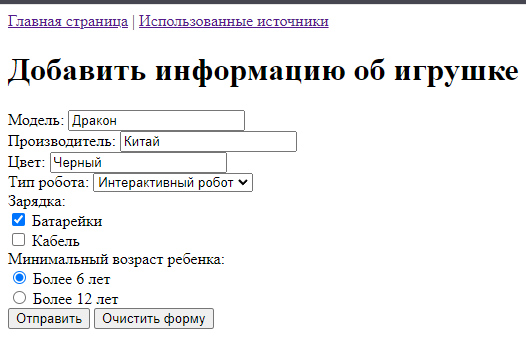 Главная страница | Использованные источники
Добавить информацию об игрушке
Модель: Дракон
Производитель: Китай
Цвет: Черный
Тип робота: Интерактивный робот
Зарядка:
Батарейки
Кабель
Минимальный возраст ребенка:
Более 6 лет
Более 12 лет
Отправить Очистить форму